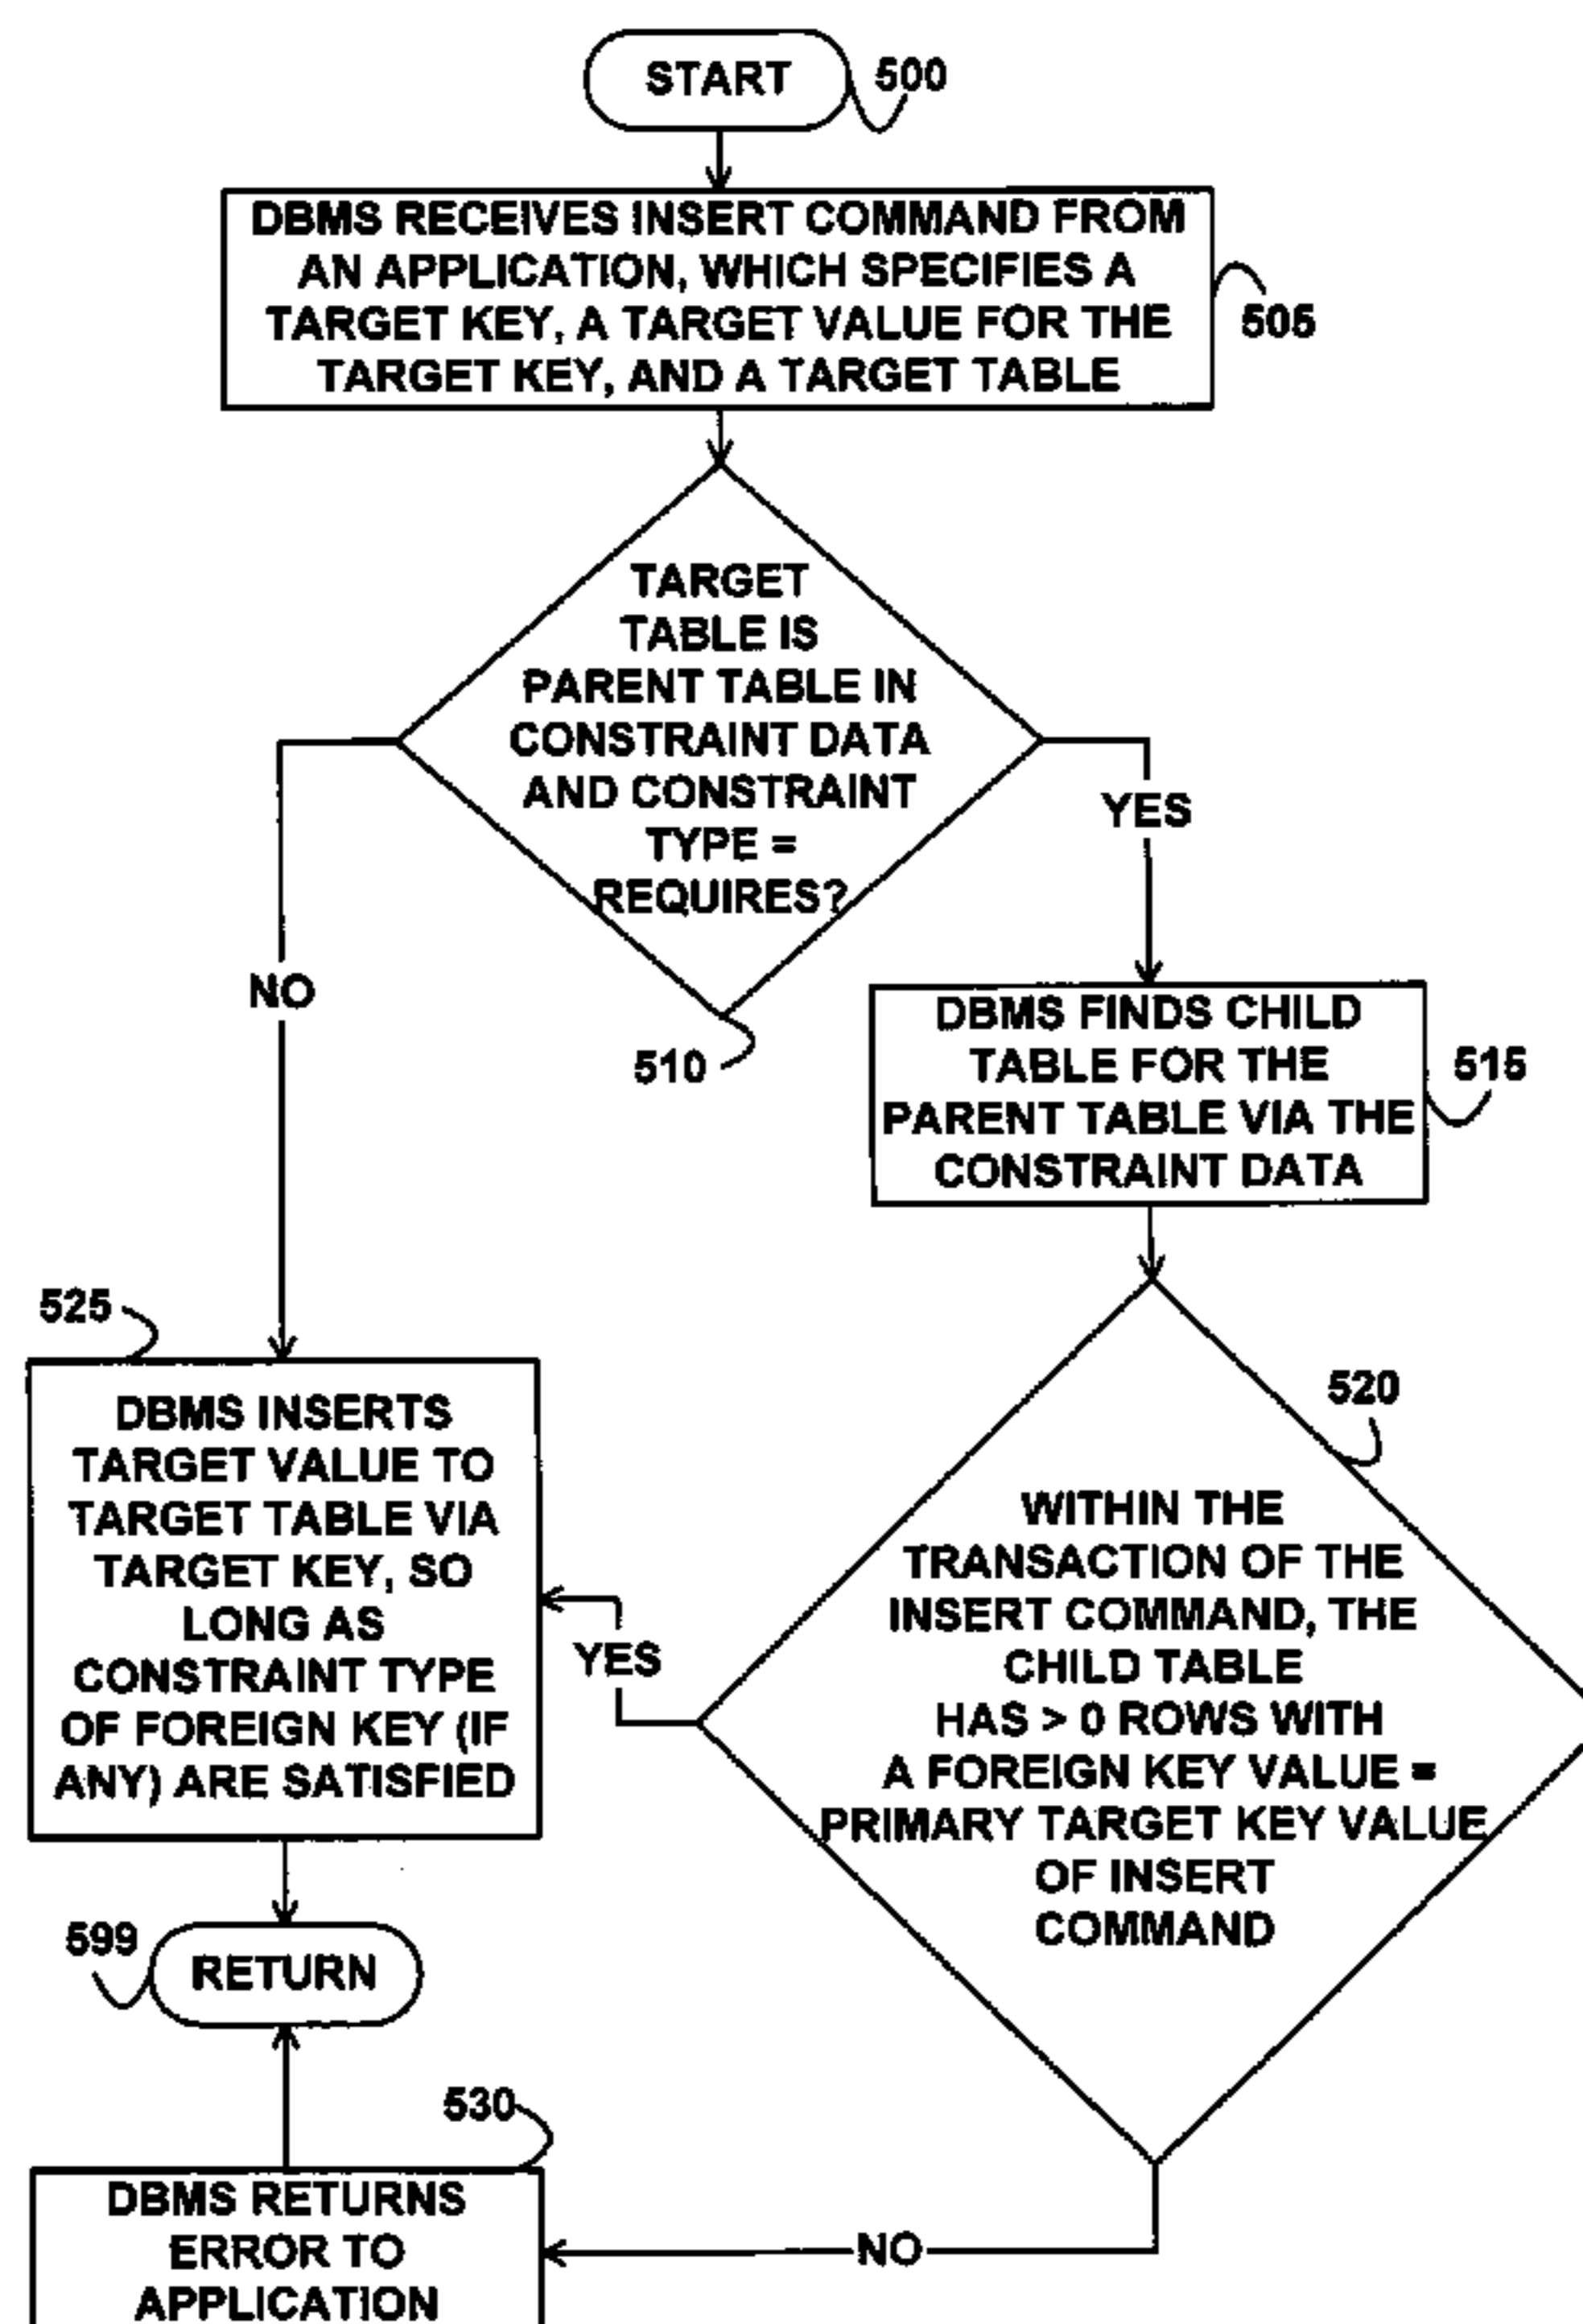 START
500
DBMS RECEIVES INSERT COMMAND FROM
AN APPLICATION, WHICH SPECIFIES A
TARGET KEY, A TARGET VALUE FOR THE
TARGET KEY, AND A TARGET TABLE
505
TARGET
TABLE IS
PARENT TABLE IN
CONSTRAINT DATA
AND CONSTRAINT
TYPE =
REQUIRES?
510
YES
NO
DBMS FINDS CHILD
TABLE FOR THE
PARENT TABLE VIA THE
CONSTRAINT DATA
515
525
DBMS INSERTS
TARGET VALUE TO
TARGET TABLE VIA
TARGET KEY, SO
LONG AS
CONSTRAINT TYPE
OF FOREIGN KEY (IF
ANY) ARE SATISFIED
YES
520
WITHIN THE
TRANSACTION OF THE
INSERT COMMAND, THE
CHILD TABLE
HAS > 0 ROWS WITH
A FOREIGN KEY VALUE =
PRIMARY TARGET KEY VALUE
OF INSERT
COMMAND
599
RETURN
530
DBMS RETURNS
ERROR TO
APPLICATION
NO